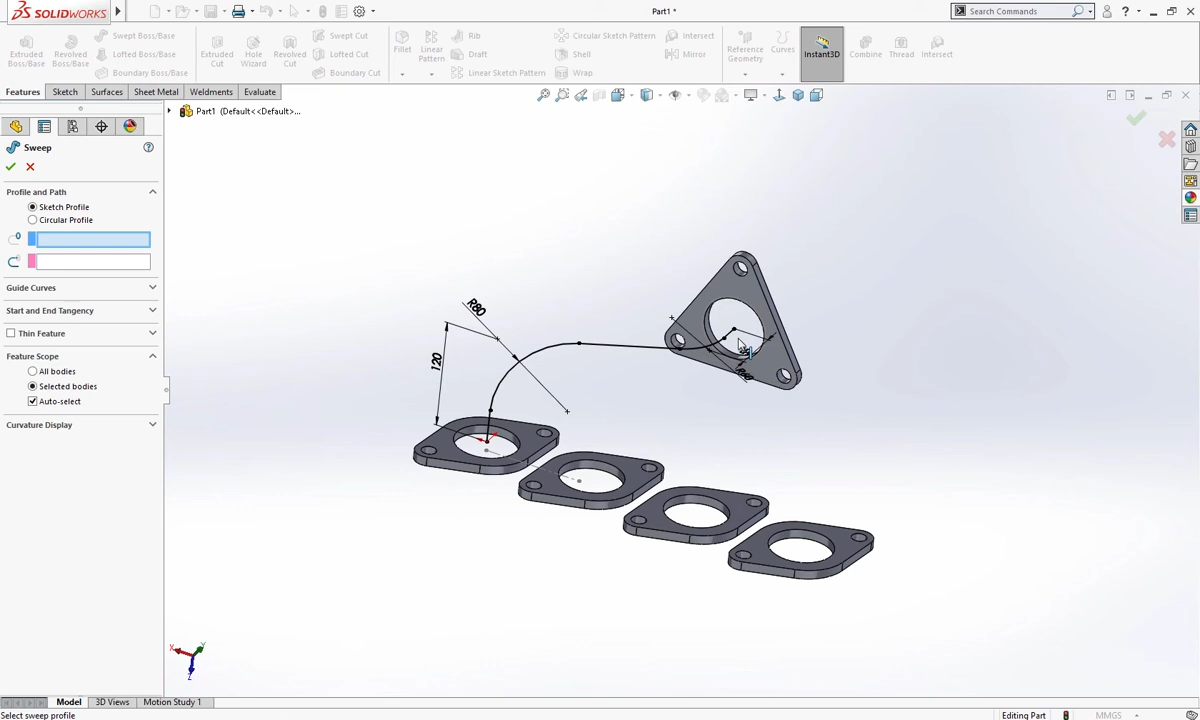 SOLIDWORKS
Part1 *
Search Commands
Extruded Boss/Base
Revolved Boss/Base
Swept Boss/Base
Lofted Boss/Base
Boundary Boss/Base
Extruded Cut
Hole Wizard
Revolved Cut
Swept Cut
Lofted Cut
Boundary Cut
Fillet
Linear Pattern
Rib
Draft
Linear Sketch Pattern
Circular Sketch Pattern
Shell
Wrap
Intersect
Mirror
Reference Geometry
Curves
Instant3D
Combine
Thread
Intersect
Features
Sketch
Surfaces
Sheet Metal
Weldments
Evaluate
Part1 (Default<<Default>...
Sweep
Profile and Path
Sketch Profile
Circular Profile
Guide Curves
Start and End Tangency
Thin Feature
Feature Scope
All bodies
Selected bodies
Auto-select
Curvature Display
R80
120
R60
X
Y
Z
Model
3D Views
Motion Study 1
Select sweep profile
Editing Part
MMGS